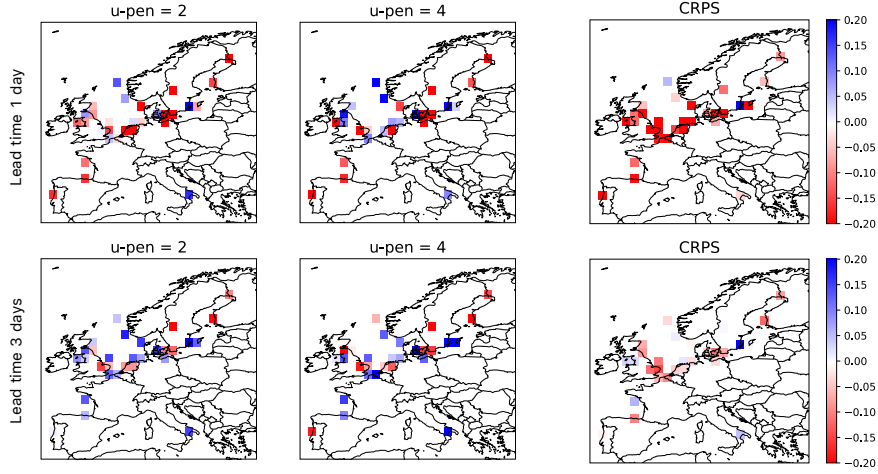 u-pen = 2
u-pen = 4
CRPS
Lead time 1 day
0.20
0.15
0.10
0.05
0.00
−0.05
−0.10
−0.15
−0.20
u-pen = 2
u-pen = 4
CRPS
Lead time 3 days
0.20
0.15
0.10
0.05
0.00
−0.05
−0.10
−0.15
−0.20